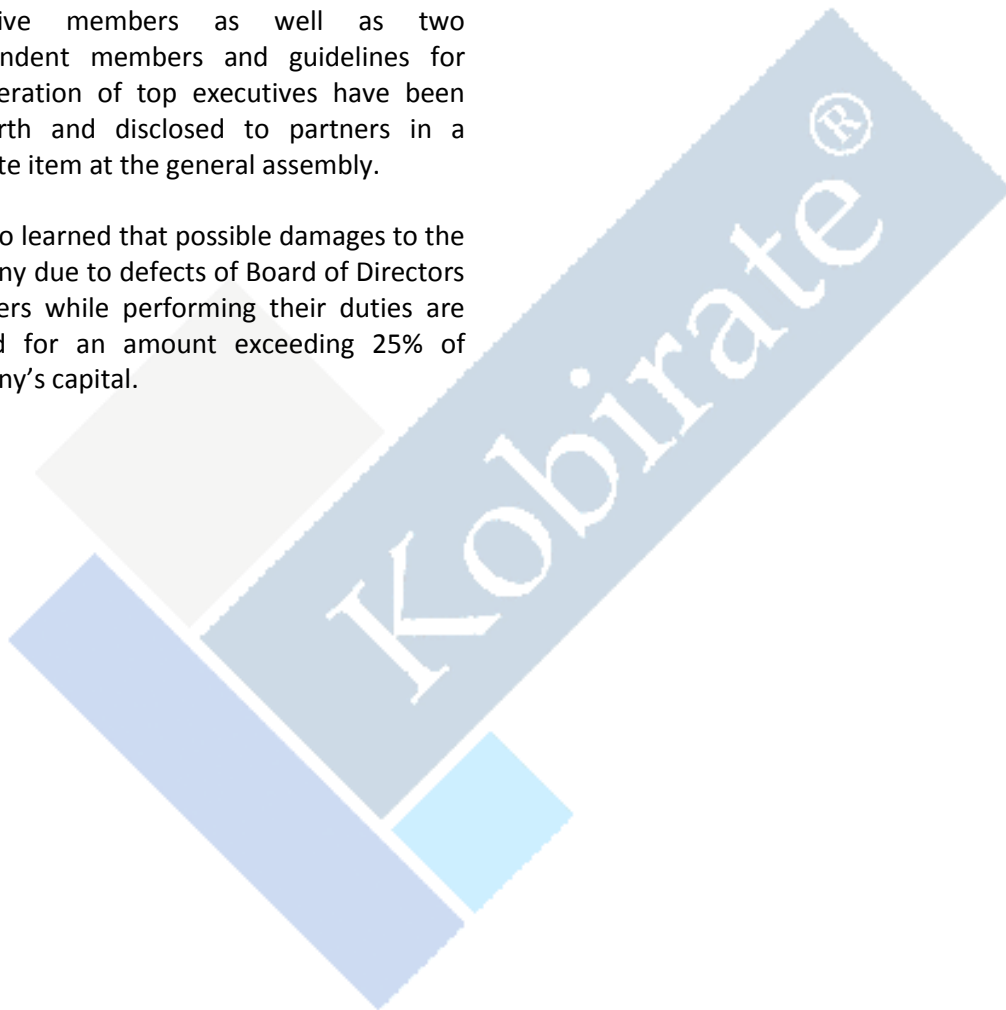 ive members as well as two
ndent members and guidelines for
eration of top executives have been
rth and disclosed to partners in a
te item at the general assembly.
o learned that possible damages to the
ny due to defects of Board of Directors
ers while performing their duties are
d for an amount exceeding 25% of
ny's capital.
Kobirate ®